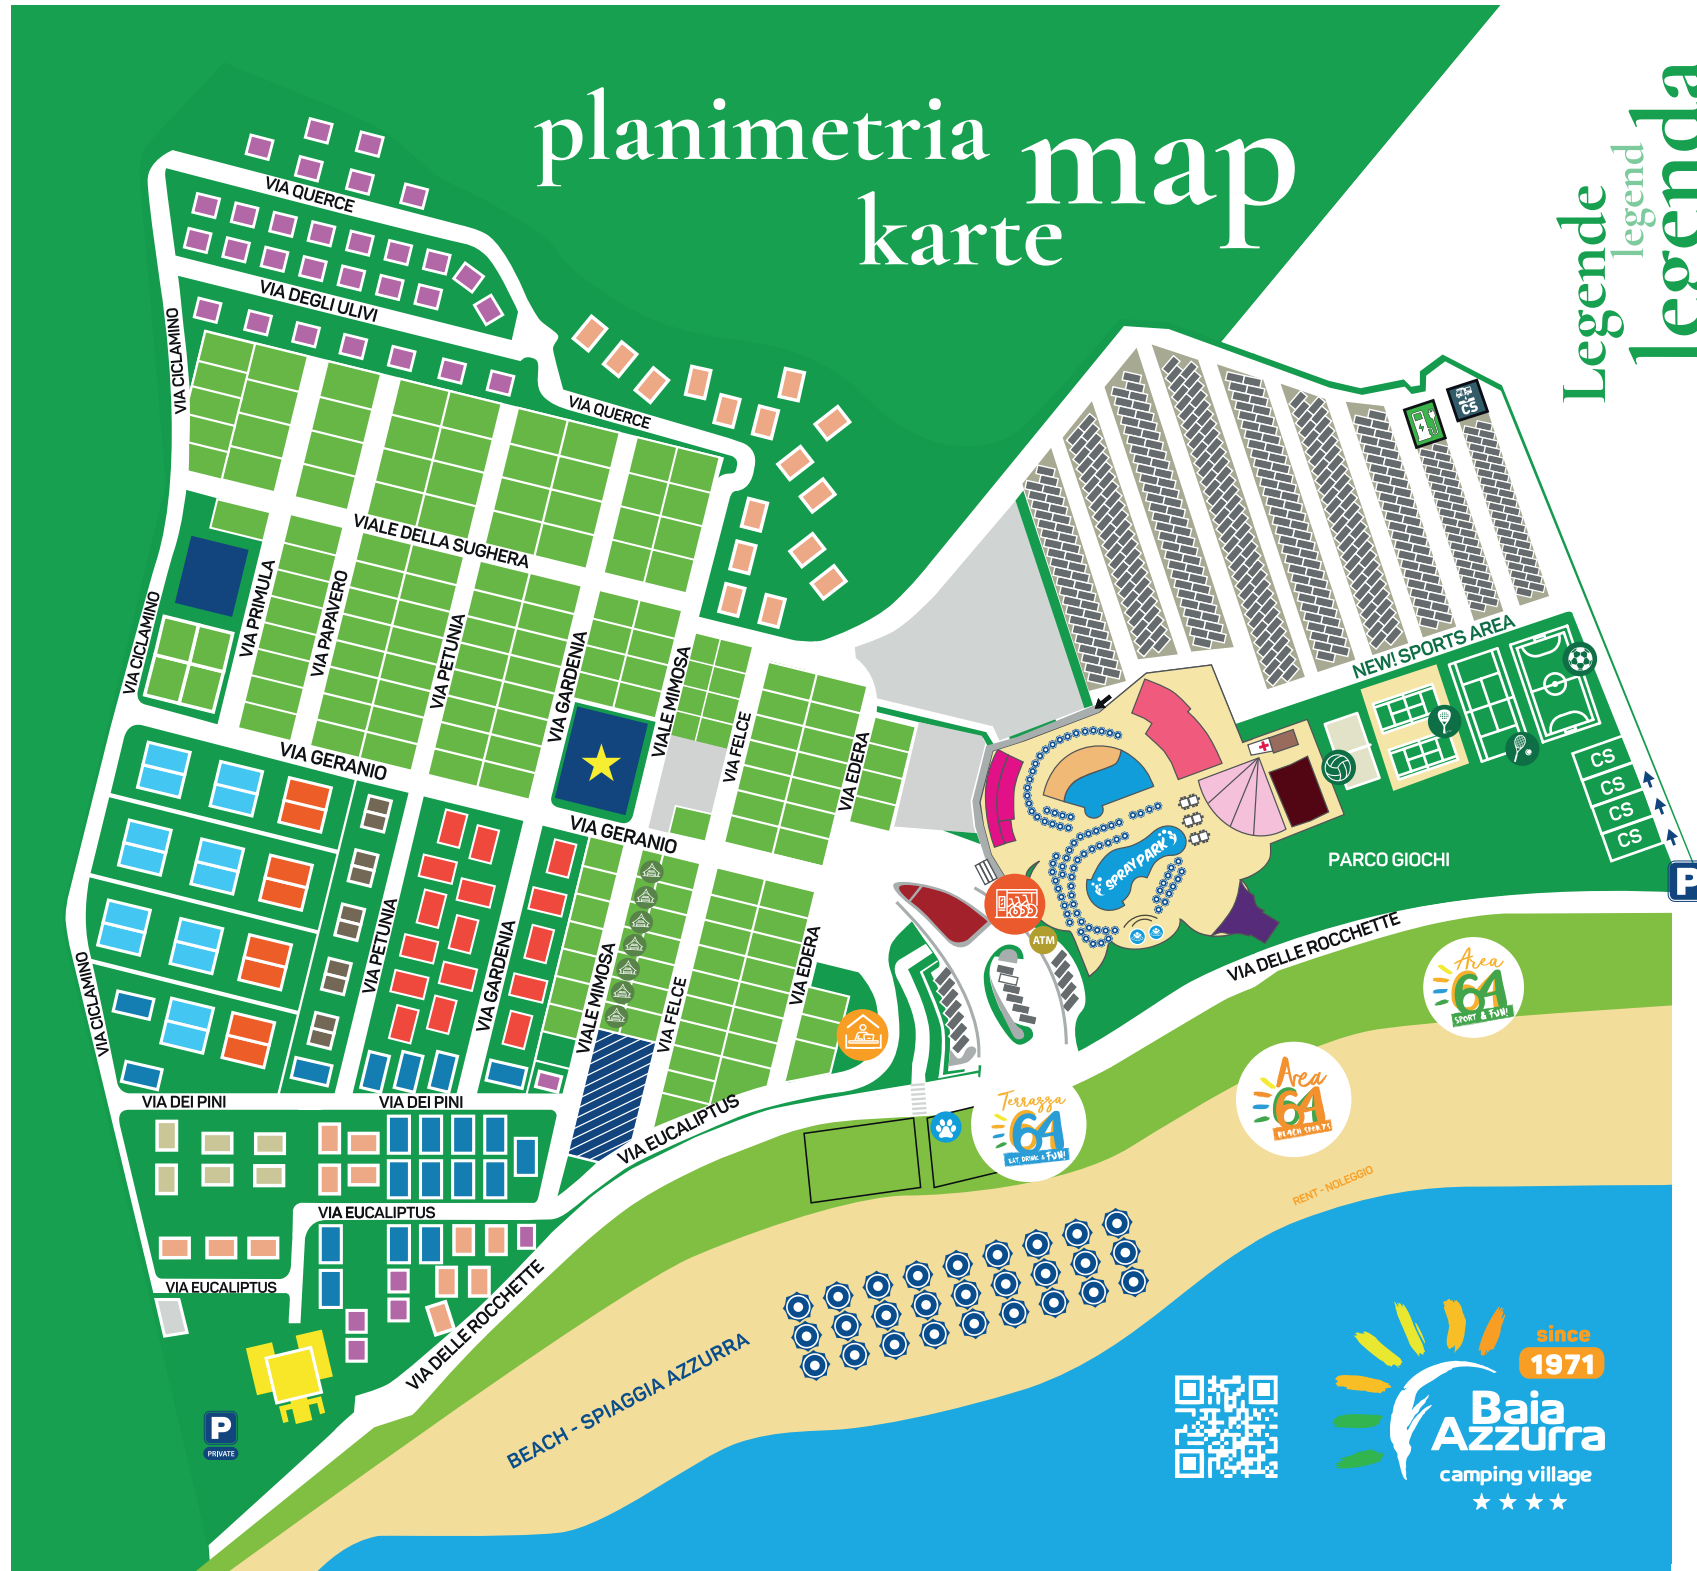 planimetria
map
karte
Legende
legend
legenda
VIA QUERCE
VIA DEGLI ULIVI
VIA CICLAMINO
VIA QUERCE
VIALE DELLA SUGHERA
VIA CICLAMINO
VIA PRIMULA
VIA PAPAVERO
VIA PETUNIA
VIA GARDENIA
VIALE MIMOSA
VIA FELCE
VIA EDERA
VIA GERANIO
VIA GERANIO
CS
NEW! SPORTS AREA
CS
CS
CS
CS
P
PARCO GIOCHI
SPRAYPARK
ATM
VIA DELLE ROCCHETTE
VIA CICLAMINO
VIA PETUNIA
VIA GARDENIA
VIALE MIMOSA
VIA FELCE
VIA EDERA
Area
64
SPORT & FUN!
Area
64
BEACH SPORTS
Terrazza
64
EAT, DRINK & FUN!
VIA DEI PINI
VIA DEI PINI
VIA EUCALIPTUS
VIA EUCALIPTUS
VIA EUCALIPTUS
VIA DELLE ROCCHETTE
RENT - NOLEGGIO
BEACH - SPIAGGIA AZZURRA
P
PRIVATE
since
1971
Baia
Azzurra
camping village